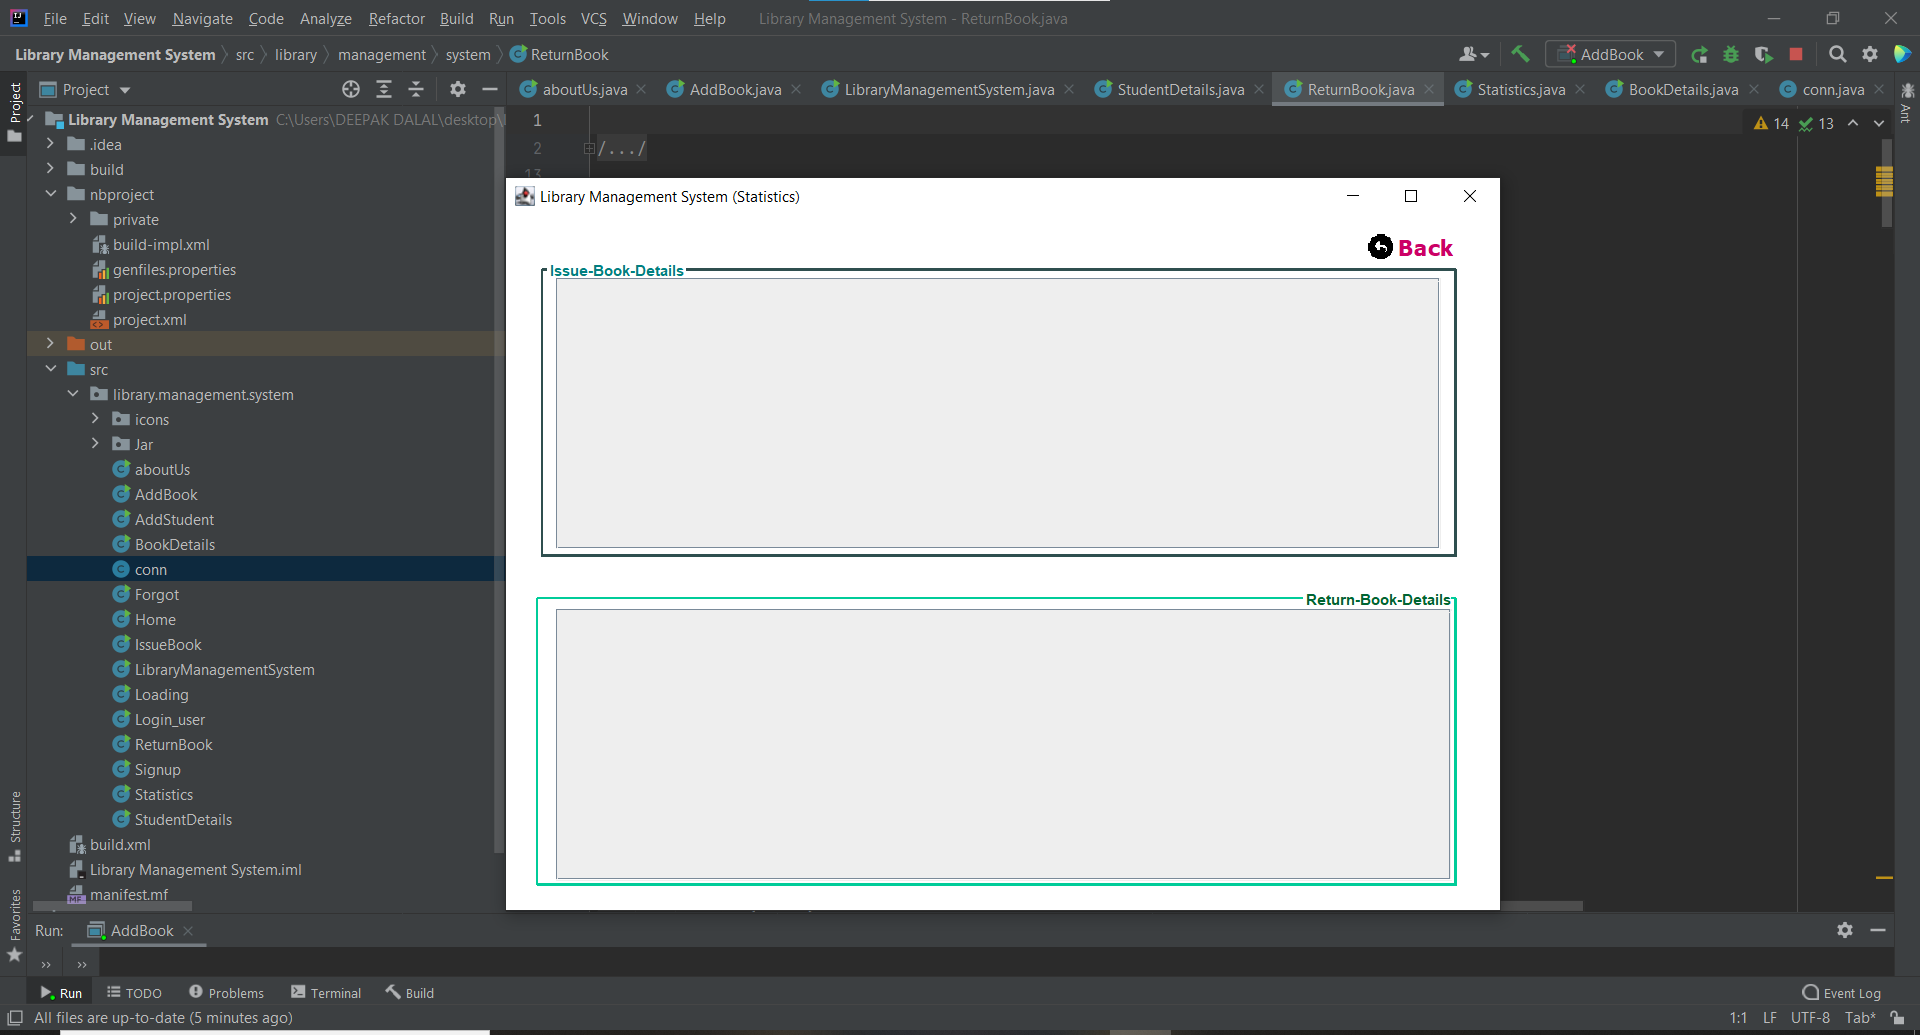 File Edit View Navigate Code Analyze Refactor Build Run Tools VCS Window Help Library Management System - ReturnBook.java
Library Management System src library management system ReturnBook AddBook
Project aboutUs.java AddBook.java LibraryManagementSystem.java StudentDetails.java ReturnBook.java Statistics.java BookDetails.java conn.java
Project
Ant
Library Management System C:\Users\DEEPAK DALAL\desktop\
1
14 13
2 /.../
13
.idea
build
nbproject
private
build-impl.xml
genfiles.properties
project.properties
project.xml
out
src
library.management.system
icons
Jar
aboutUs
AddBook
AddStudent
BookDetails
conn
Forgot
Home
IssueBook
LibraryManagementSystem
Loading
Login_user
ReturnBook
Signup
Statistics
StudentDetails
build.xml
Library Management System.iml
manifest.mf
Library Management System (Statistics)
Back
Issue-Book-Details
Return-Book-Details
Structure
Favorites
Run: AddBook
Run TODO Problems Terminal Build Event Log
All files are up-to-date (5 minutes ago) 1:1 LF UTF-8 Tab*